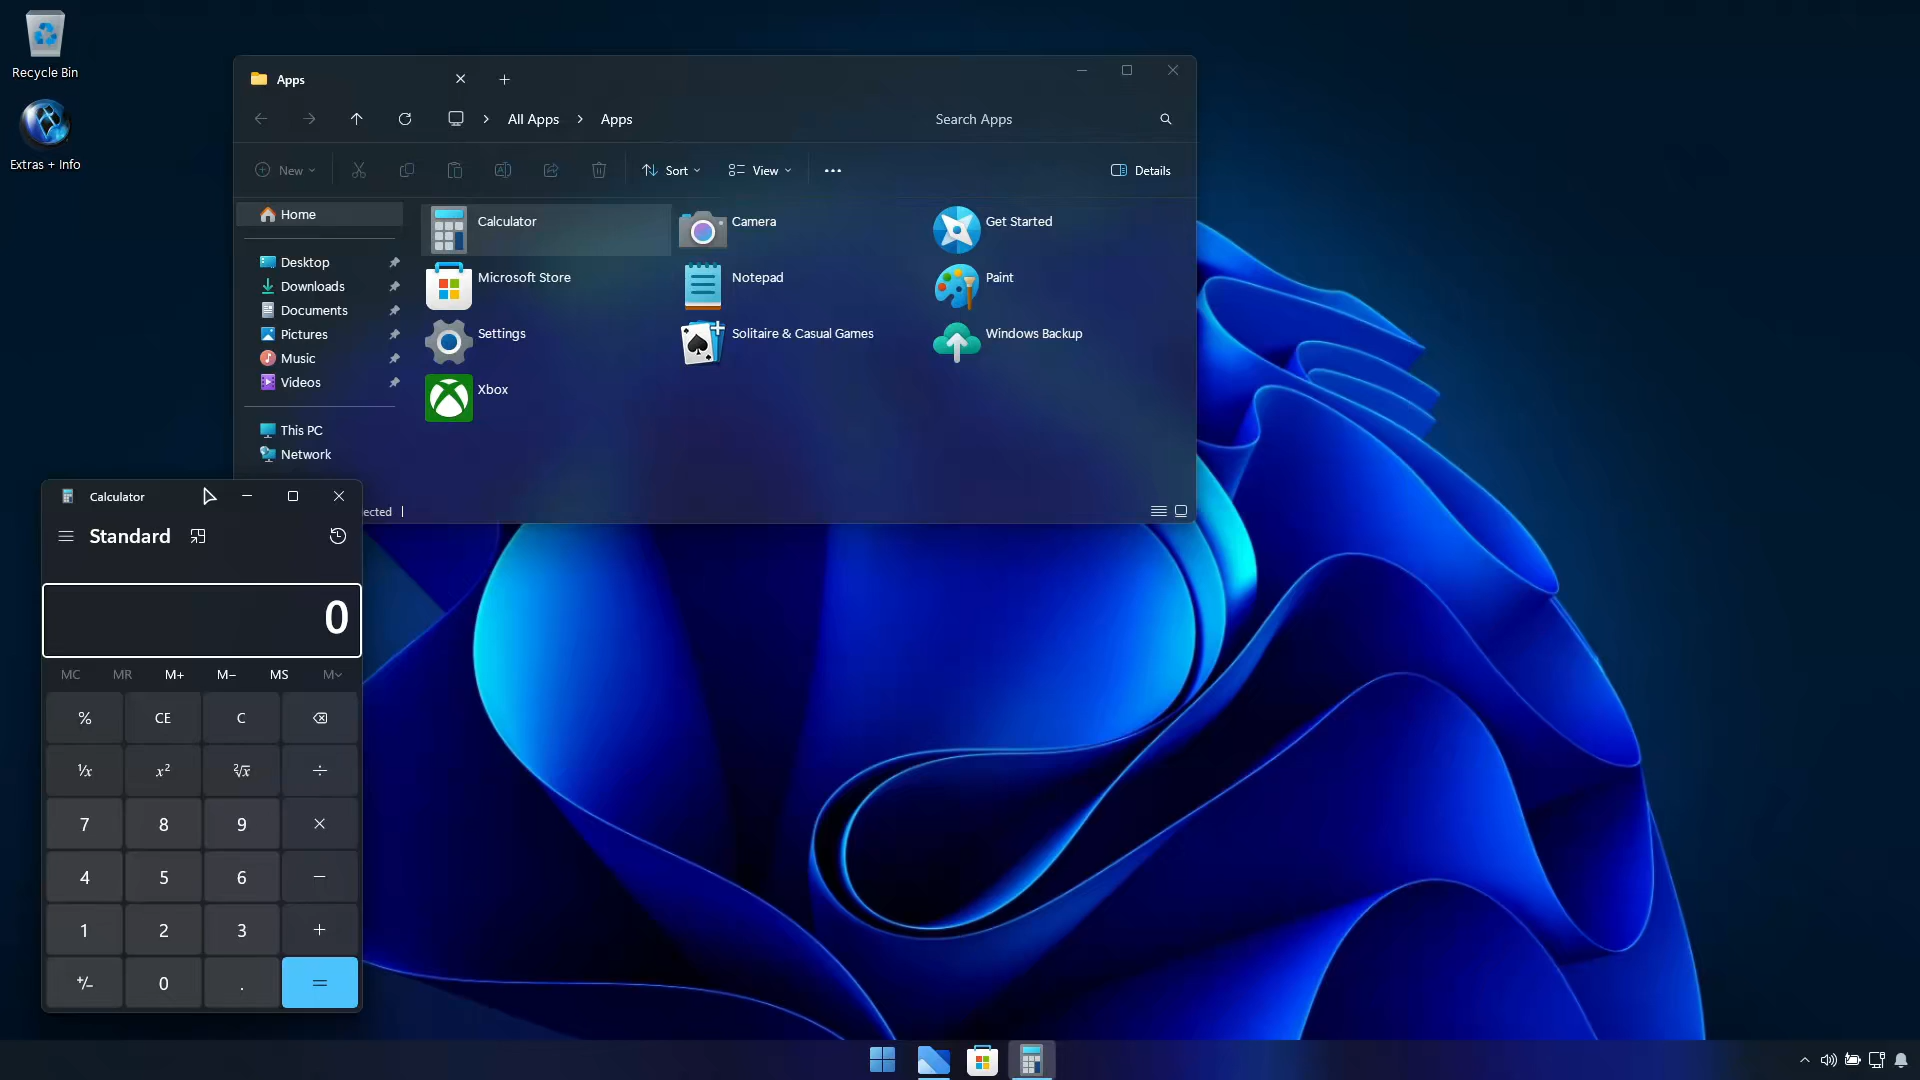 Recycle Bin
Extras + Info
Apps
All Apps > Apps
Search Apps
New
Sort
View
Details
Home
Desktop
Downloads
Documents
Pictures
Music
Videos
This PC
Network
Calculator
Camera
Get Started
Microsoft Store
Notepad
Paint
Settings
Solitaire & Casual Games
Windows Backup
Xbox
ected
Calculator
Standard
0
MC MR M+ M− MS M
% CE C
⅟x x² ²√x ÷
7 8 9 ×
4 5 6 −
1 2 3 +
+/− 0 . =